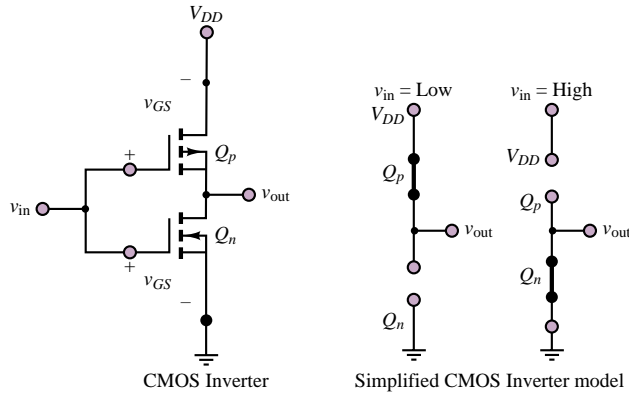 V_DD
−
v_GS
+
Q_p
v_in
v_out
Q_n
+
v_GS
−
CMOS Inverter
v_in = Low
V_DD
Q_p
v_out
Q_n
v_in = High
V_DD
Q_p
v_out
Q_n
Simplified CMOS Inverter model